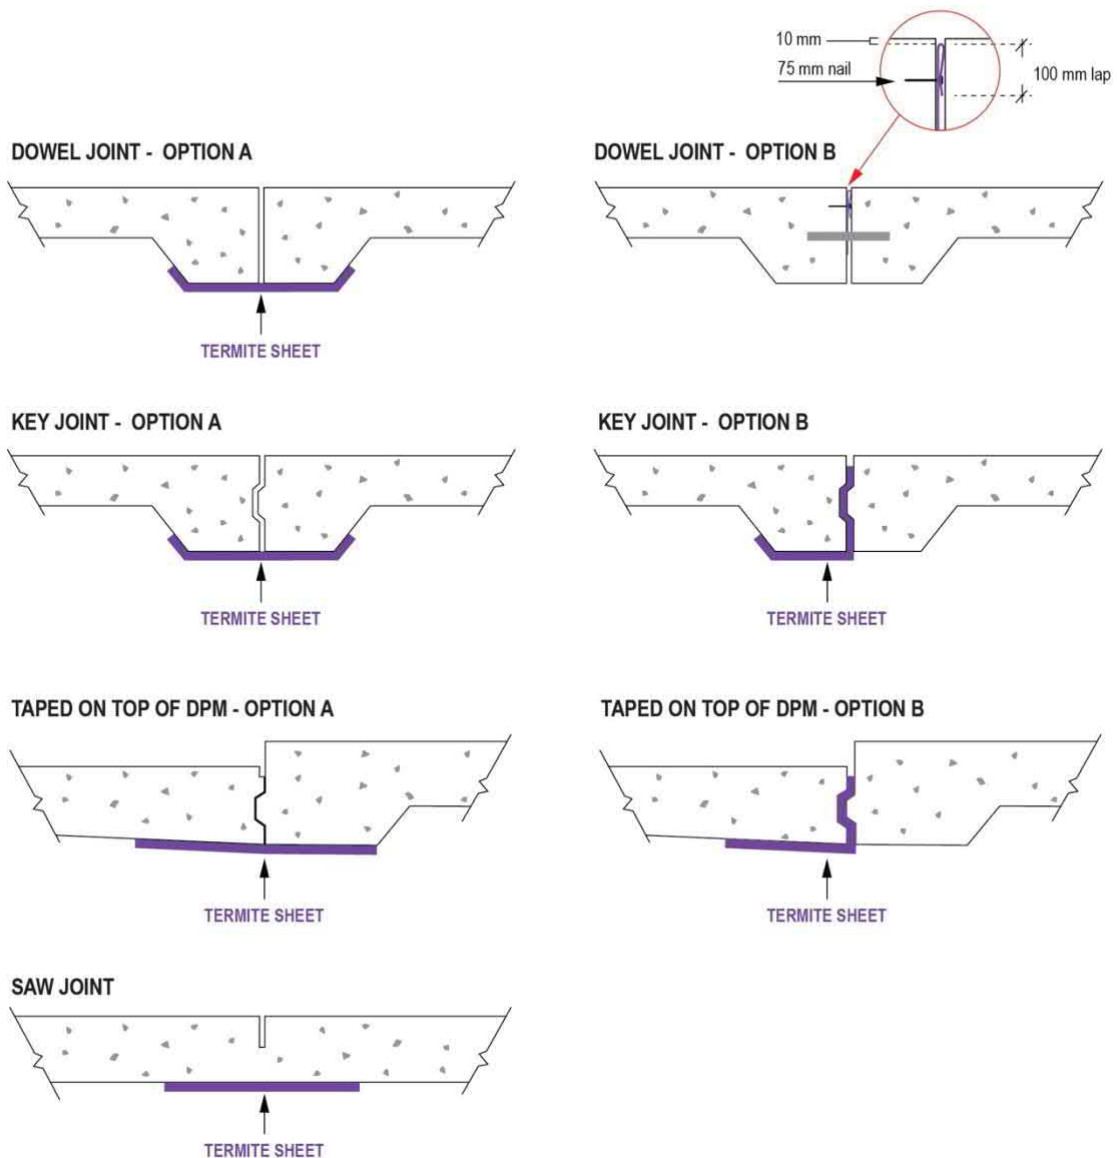 10 mm
75 mm nail
100 mm lap
DOWEL JOINT - OPTION A
DOWEL JOINT - OPTION B
TERMITE SHEET
KEY JOINT - OPTION A
KEY JOINT - OPTION B
TERMITE SHEET
TERMITE SHEET
TAPED ON TOP OF DPM - OPTION A
TAPED ON TOP OF DPM - OPTION B
TERMITE SHEET
TERMITE SHEET
SAW JOINT
TERMITE SHEET